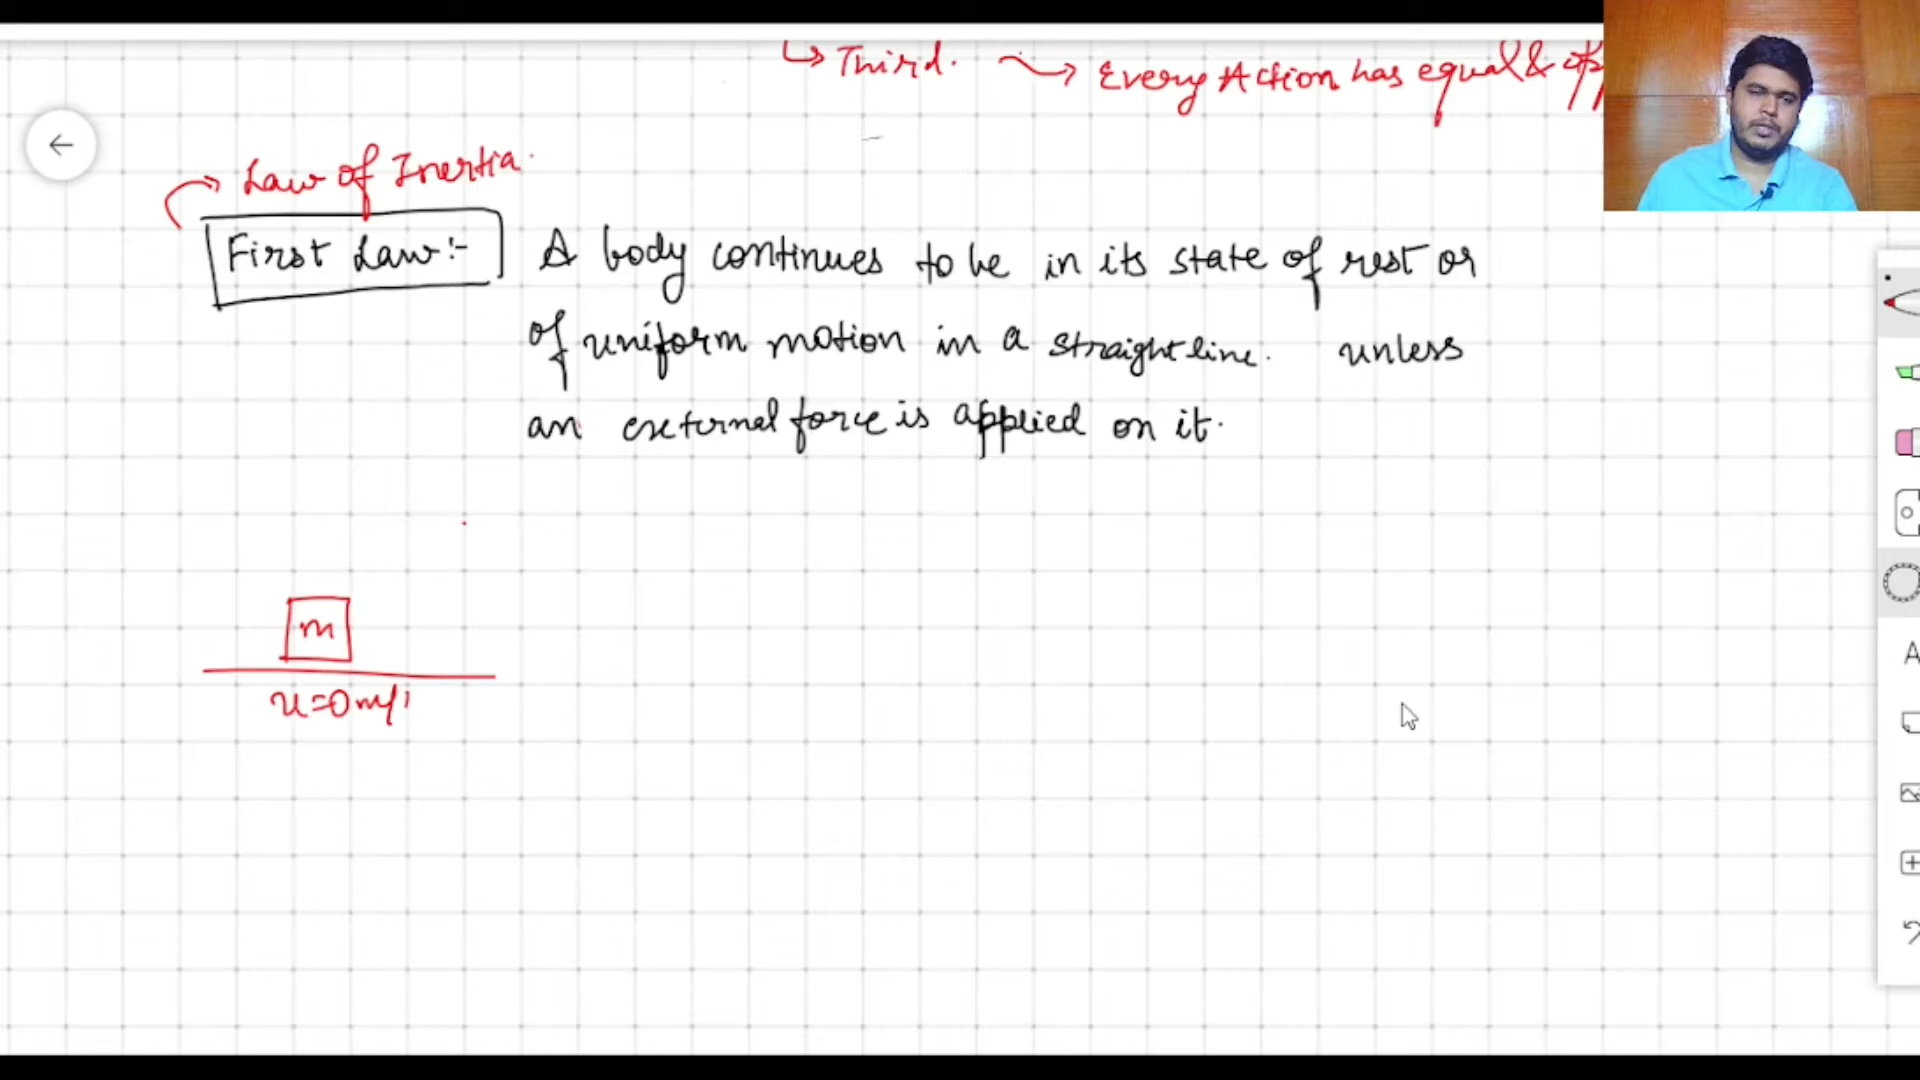 ↳ Third. → Every Action has equal &
→ Law of Inertia.
First Law:- A body continues to be in its state of rest or
of uniform motion in a straight line. unless
an external force is applied on it.
m
u=0m/
A